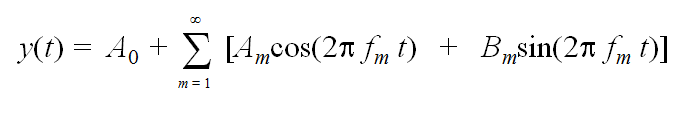 y(t) = A₀ + ∑_{m = 1}^{∞} [Aₘcos(2π fₘ t) + Bₘsin(2π fₘ t)]